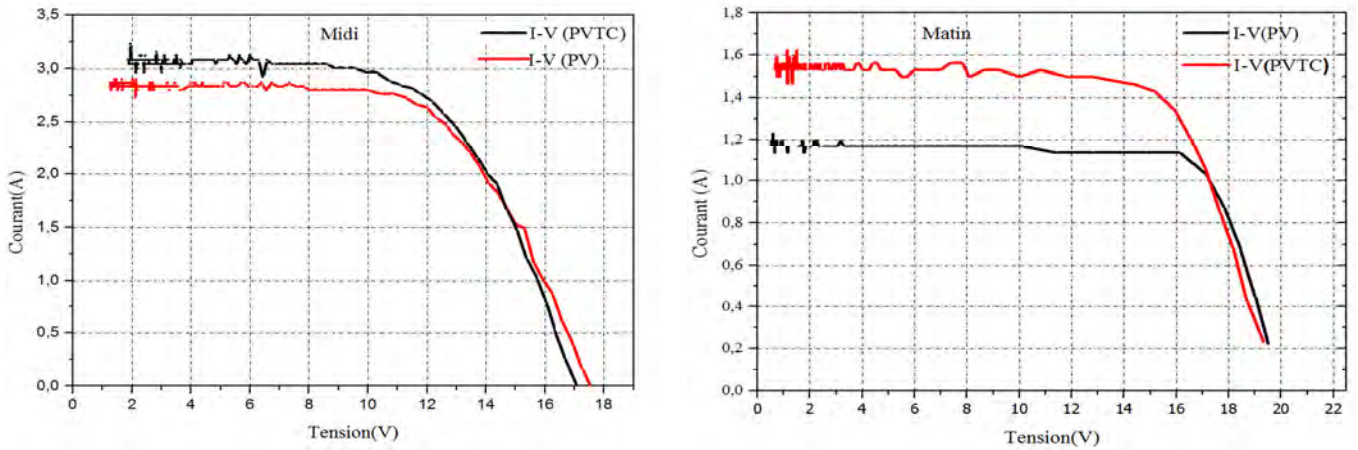 Midi
I-V (PVTC)
I-V (PV)
3,5
3,0
2,5
2,0
1,5
1,0
0,5
0,0
Courant(A)
0 2 4 6 8 10 12 14 16 18
Tension(V)
Matin
I-V(PV)
I-V(PVTC)
1,8
1,6
1,4
1,2
1,0
0,8
0,6
0,4
0,2
0,0
Courant (A)
0 2 4 6 8 10 12 14 16 18 20 22
Tension(V)